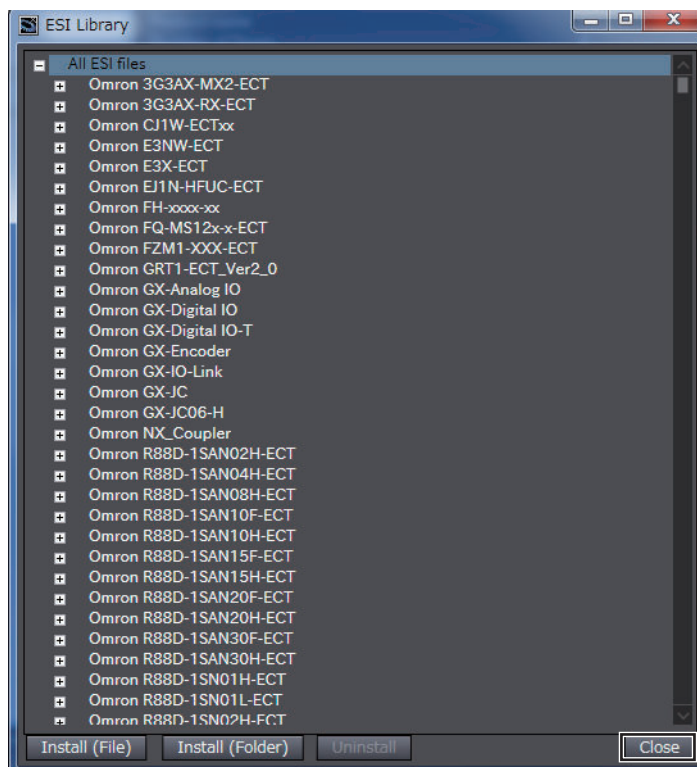 ESI Library
All ESI files
Omron 3G3AX-MX2-ECT
Omron 3G3AX-RX-ECT
Omron CJ1W-ECTxx
Omron E3NW-ECT
Omron E3X-ECT
Omron EJ1N-HFUC-ECT
Omron FH-xxxx-xx
Omron FQ-MS12x-x-ECT
Omron FZM1-XXX-ECT
Omron GRT1-ECT_Ver2_0
Omron GX-Analog IO
Omron GX-Digital IO
Omron GX-Digital IO-T
Omron GX-Encoder
Omron GX-IO-Link
Omron GX-JC
Omron GX-JC06-H
Omron NX_Coupler
Omron R88D-1SAN02H-ECT
Omron R88D-1SAN04H-ECT
Omron R88D-1SAN08H-ECT
Omron R88D-1SAN10F-ECT
Omron R88D-1SAN10H-ECT
Omron R88D-1SAN15F-ECT
Omron R88D-1SAN15H-ECT
Omron R88D-1SAN20F-ECT
Omron R88D-1SAN20H-ECT
Omron R88D-1SAN30F-ECT
Omron R88D-1SAN30H-ECT
Omron R88D-1SN01H-ECT
Omron R88D-1SN01L-ECT
Omron R88D-1SN02H-ECT
Install (File) Install (Folder) Uninstall Close